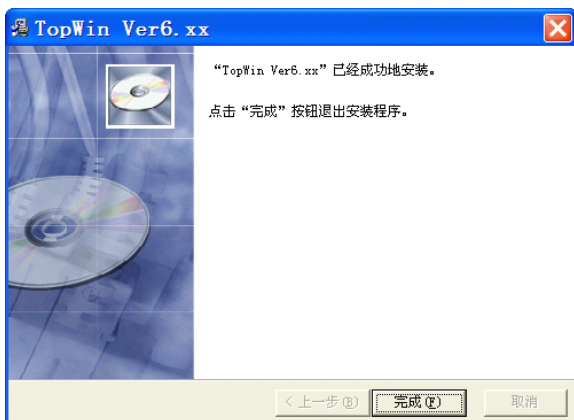 TopWin Ver6.xx
“TopWin Ver6.xx”已经成功地安装。
点击“完成”按钮退出安装程序。
< 上一步(B) 完成(F) 取消